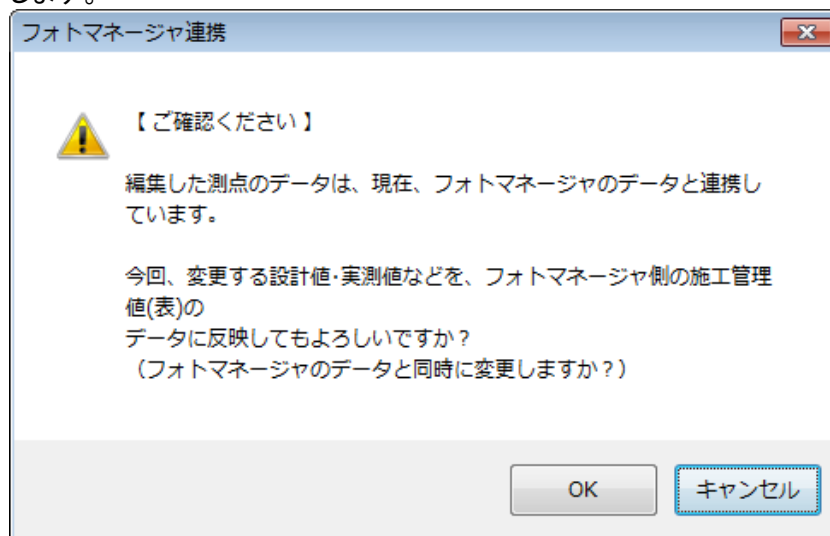 します。
フォトマネージャ連携
【 ご確認ください 】
編集した測点のデータは、現在、フォトマネージャのデータと連携し
ています。
今回、変更する設計値･実測値などを、フォトマネージャ側の施工管理
値(表)の
データに反映してもよろしいですか？
（フォトマネージャのデータと同時に変更しますか？）
OK
キャンセル